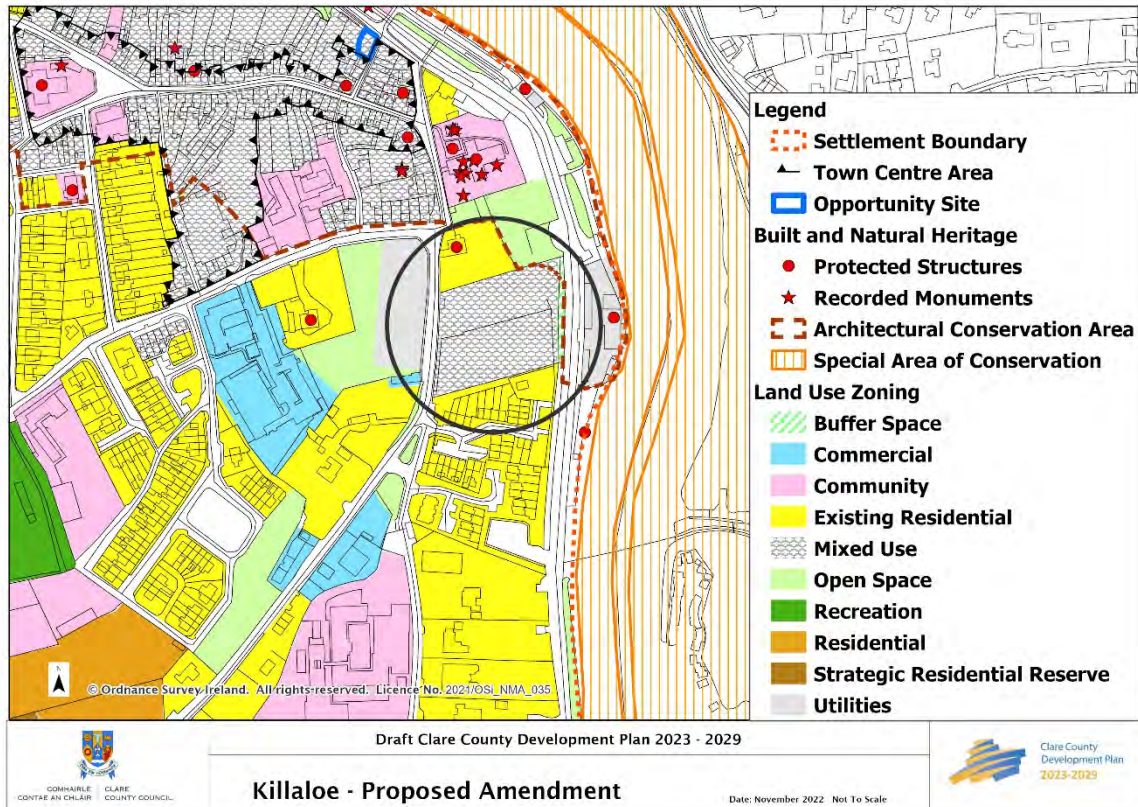 Legend
Settlement Boundary
Town Centre Area
Opportunity Site
Built and Natural Heritage
Protected Structures
Recorded Monuments
Architectural Conservation Area
Special Area of Conservation
Land Use Zoning
Buffer Space
Commercial
Community
Existing Residential
Mixed Use
Open Space
Recreation
Residential
Strategic Residential Reserve
Utilities
N
© Ordnance Survey Ireland. All rights reserved. Licence No. 2021/OSi_NMA_035
COMHAIRLE CONTAE AN CHLÁIR
CLARE COUNTY COUNCIL
Draft Clare County Development Plan 2023 - 2029
Killaloe - Proposed Amendment
Date: November 2022 Not To Scale
Clare County
Development Plan
2023-2029